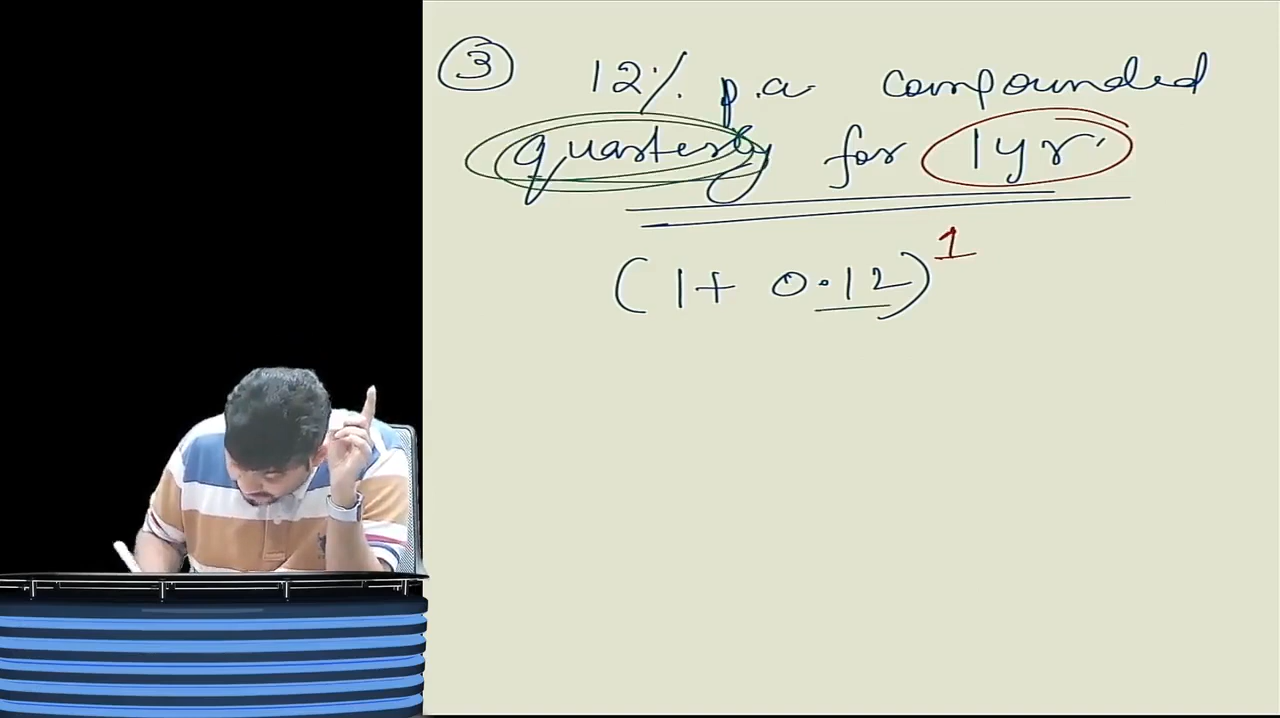 ③ 12% p.a compounded
quarterly for 1yr.
(1+ 0.12)¹